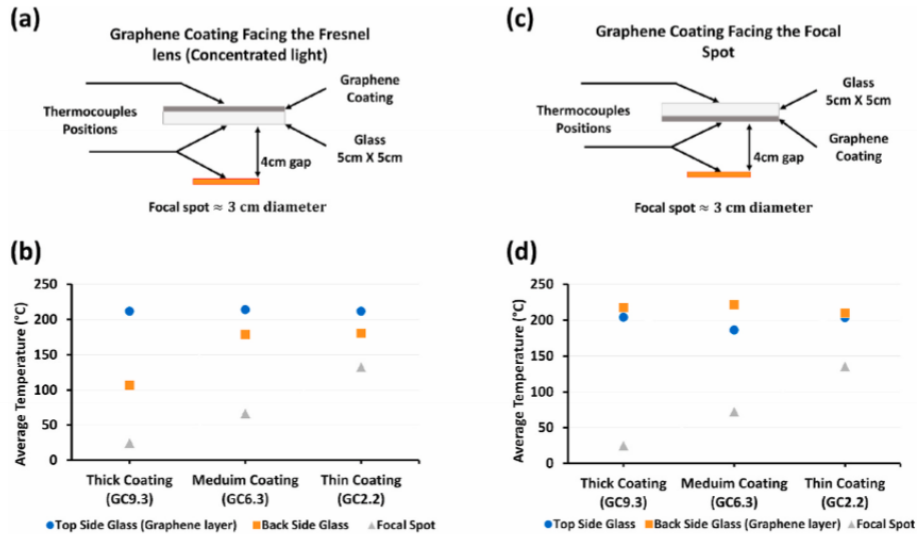 (a)
Graphene Coating Facing the Fresnel
lens (Concentrated light)
Graphene
Coating
Thermocouples
Positions
Glass
5cm X 5cm
4cm gap
Focal spot ≈ 3 cm diameter
(c)
Graphene Coating Facing the Focal
Spot
Glass
5cm X 5cm
Thermocouples
Positions
Graphene
Coating
4cm gap
Focal spot ≈ 3 cm diameter
(b)
Average Temperature (°C)
250
200
150
100
50
0
Thick Coating
(GC9.3)
Meduim Coating
(GC6.3)
Thin Coating
(GC2.2)
Top Side Glass (Graphene layer) Back Side Glass Focal Spot
(d)
Average Temperature (°C)
250
200
150
100
50
0
Thick Coating
(GC9.3)
Meduim Coating
(GC6.3)
Thin Coating
(GC2.2)
Top Side Glass Back Side Glass (Graphene layer) Focal Spot